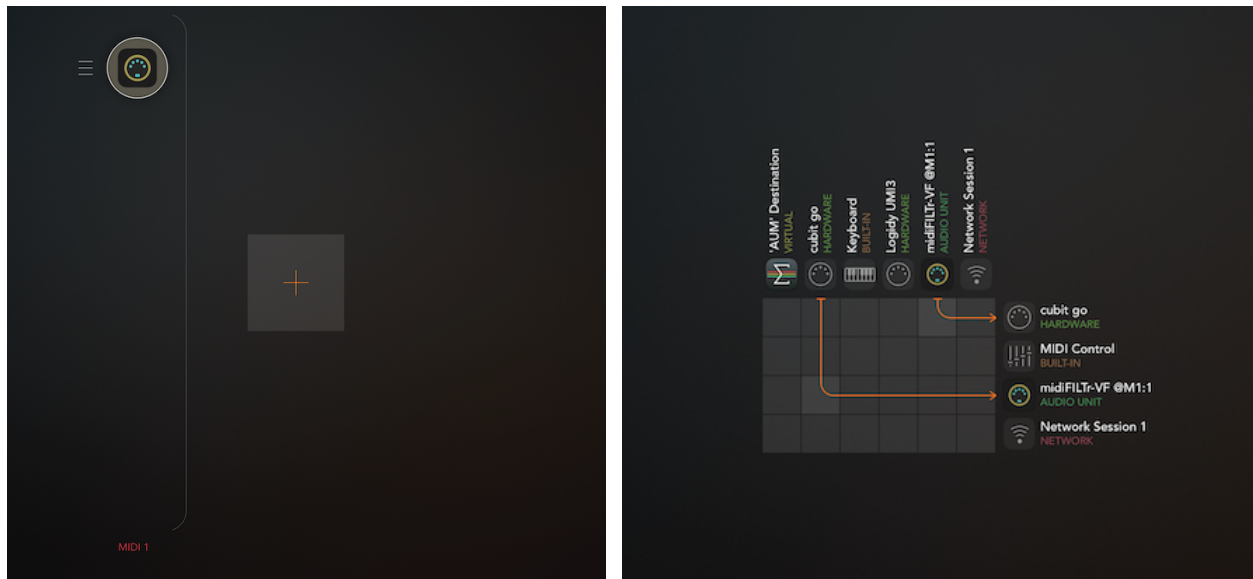 MIDI 1
'AUM' Destination
VIRTUAL
cubit go
HARDWARE
Keyboard
BUILT-IN
Logidy UMI3
HARDWARE
midiFILTr-VF @M1:1
AUDIO UNIT
Network Session 1
NETWORK
cubit go
HARDWARE
MIDI Control
BUILT-IN
midiFILTr-VF @M1:1
AUDIO UNIT
Network Session 1
NETWORK